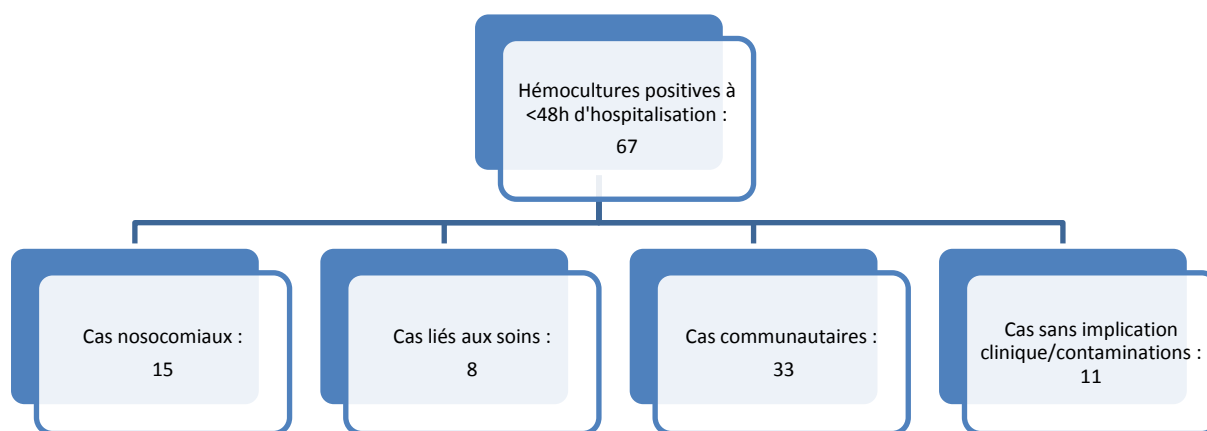 Hémocultures positives à
<48h d'hospitalisation :
67
Cas nosocomiaux :
15
Cas liés aux soins :
8
Cas communautaires :
33
Cas sans implication
clinique/contaminations :
11